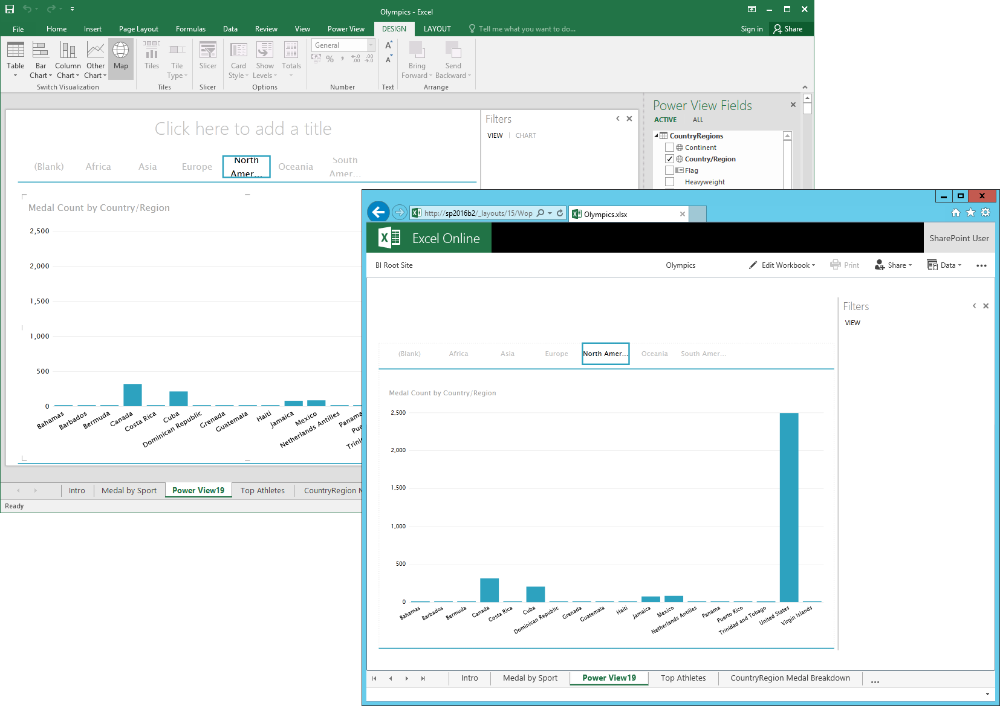 Olympics - Excel
File Home Insert Page Layout Formulas Data Review View Power View DESIGN LAYOUT Tell me what you want to do... Sign in Share
Table Bar Chart Column Chart Other Chart Map Tiles Tile Type Slicer Card Style Show Levels Totals General % , .00 .00 A A Bring Forward Send Backward
Switch Visualization Tiles Slicer Options Number Text Arrange
Click here to add a title
(Blank) Africa Asia Europe North Amer... Oceania South Amer...
Medal Count by Country/Region
2,500
2,000
1,500
1,000
500
0
Bahamas Barbados Bermuda Canada Costa Rica Cuba Dominican Republic Grenada Guatemala Haiti Jamaica Mexico Netherlands Antilles Panama
Filters
VIEW CHART
Power View Fields
ACTIVE ALL
CountryRegions
Continent
Country/Region
Flag
Heavyweight
Intro Medal by Sport Power View19 Top Athletes CountryRegion
Ready
http://sp2016b2/_layouts/15/Wop Olympics.xlsx
Excel Online SharePoint User
BI Root Site Olympics Edit Workbook Print Share Data ...
(Blank) Africa Asia Europe North Amer... Oceania South Amer...
Medal Count by Country/Region
2,500
2,000
1,500
1,000
500
0
Bahamas Barbados Bermuda Canada Costa Rica Cuba Dominican Republic Grenada Guatemala Haiti Jamaica Mexico Netherlands Antilles Panama Puerto Rico Trinidad and Tobago United States Virgin Islands
Filters
VIEW
Intro Medal by Sport Power View19 Top Athletes CountryRegion Medal Breakdown ...